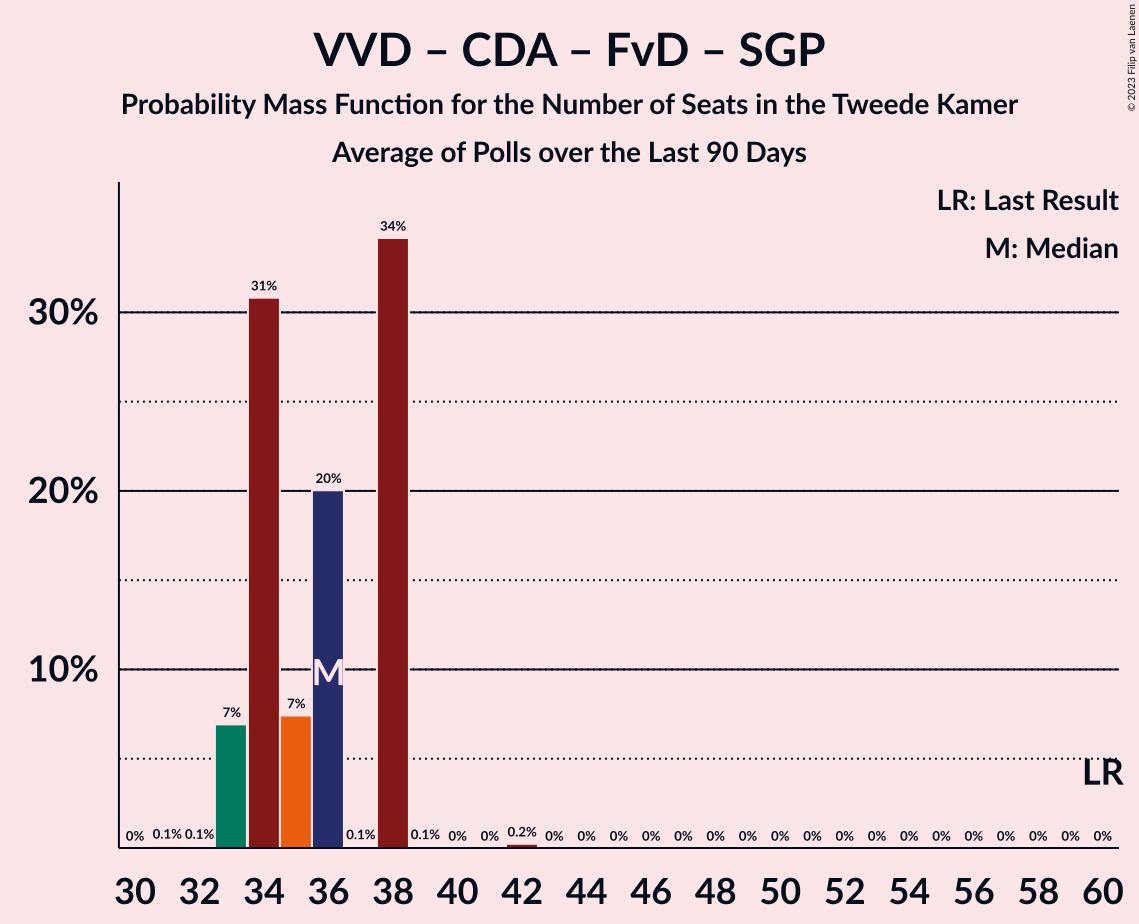 VVD – CDA – FvD – SGP
Probability Mass Function for the Number of Seats in the Tweede Kamer
Average of Polls over the Last 90 Days
© 2023 Filip van Laenen
LR: Last Result
M: Median
30%
20%
10%
0% 0.1% 0.1% 7% 31% 7% 20% 0.1% 34% 0.1% 0% 0% 0.2% 0% 0% 0% 0% 0% 0% 0% 0% 0% 0% 0% 0% 0% 0% 0% 0% 0% 0%
M
LR
30 32 34 36 38 40 42 44 46 48 50 52 54 56 58 60